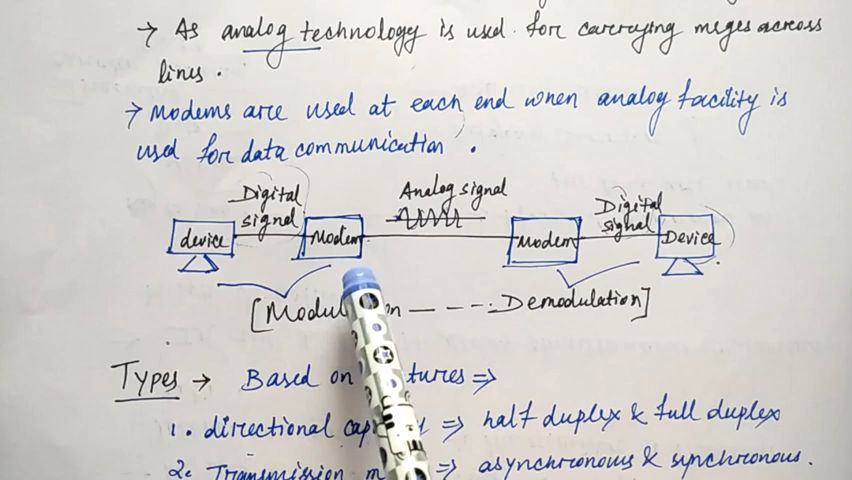 → As analog technology is used for carrying msges across
lines.
→ Modems are used at each end when analog facility is
used for data communication.
Digital signal
Analog signal
Digital signal
device
Modem
Modem
Device
[Modul on — — — : Demodulation]
Types → Based on tures ⇒
1. directional cap y ⇒ half duplex & full duplex
2. Transmission m ⇒ asynchronous & synchronous.